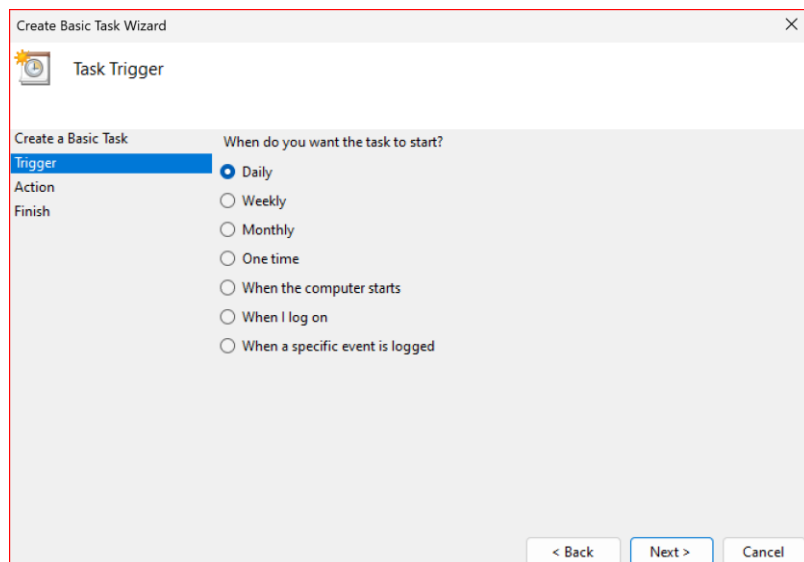 Create Basic Task Wizard
Task Trigger
Create a Basic Task
Trigger
Action
Finish
When do you want the task to start?
Daily
Weekly
Monthly
One time
When the computer starts
When I log on
When a specific event is logged
< Back
Next >
Cancel